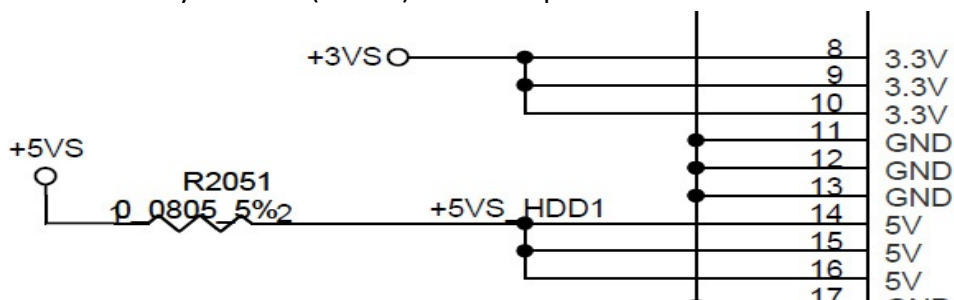 +3VS
8 3.3V
9 3.3V
10 3.3V
11 GND
12 GND
13 GND
+5VS
R2051
1 0_0805_5% 2
+5VS_HDD1
14 5V
15 5V
16 5V
17